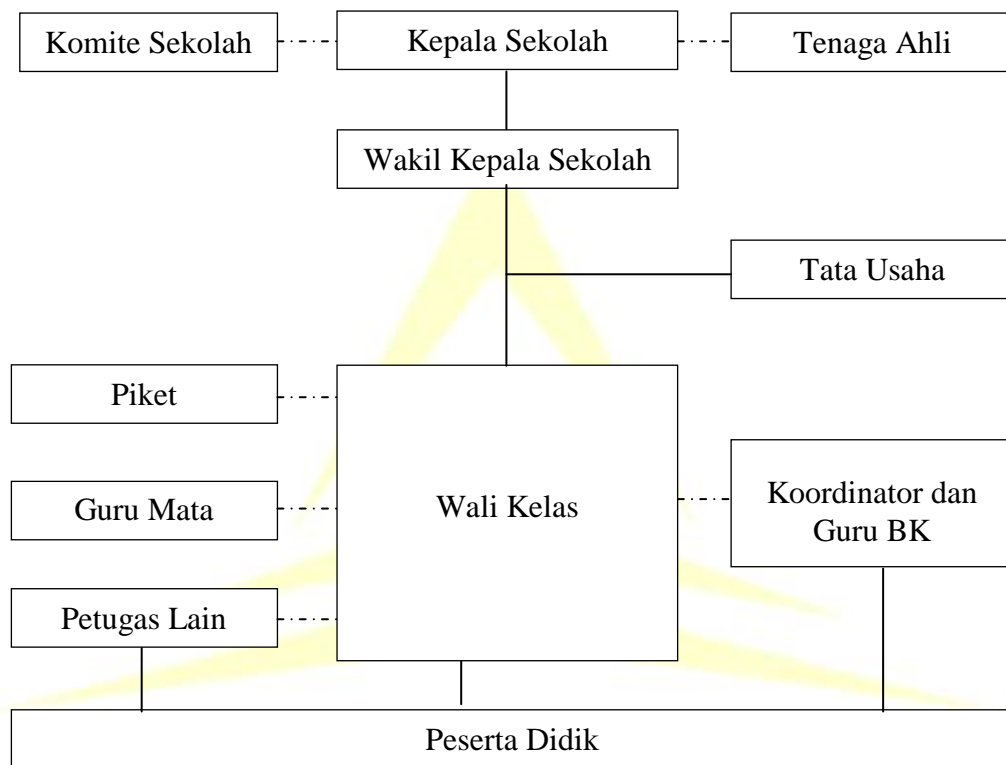 Komite Sekolah
Kepala Sekolah
Tenaga Ahli
Wakil Kepala Sekolah
Tata Usaha
Piket
Guru Mata
Wali Kelas
Koordinator dan
Guru BK
Petugas Lain
Peserta Didik